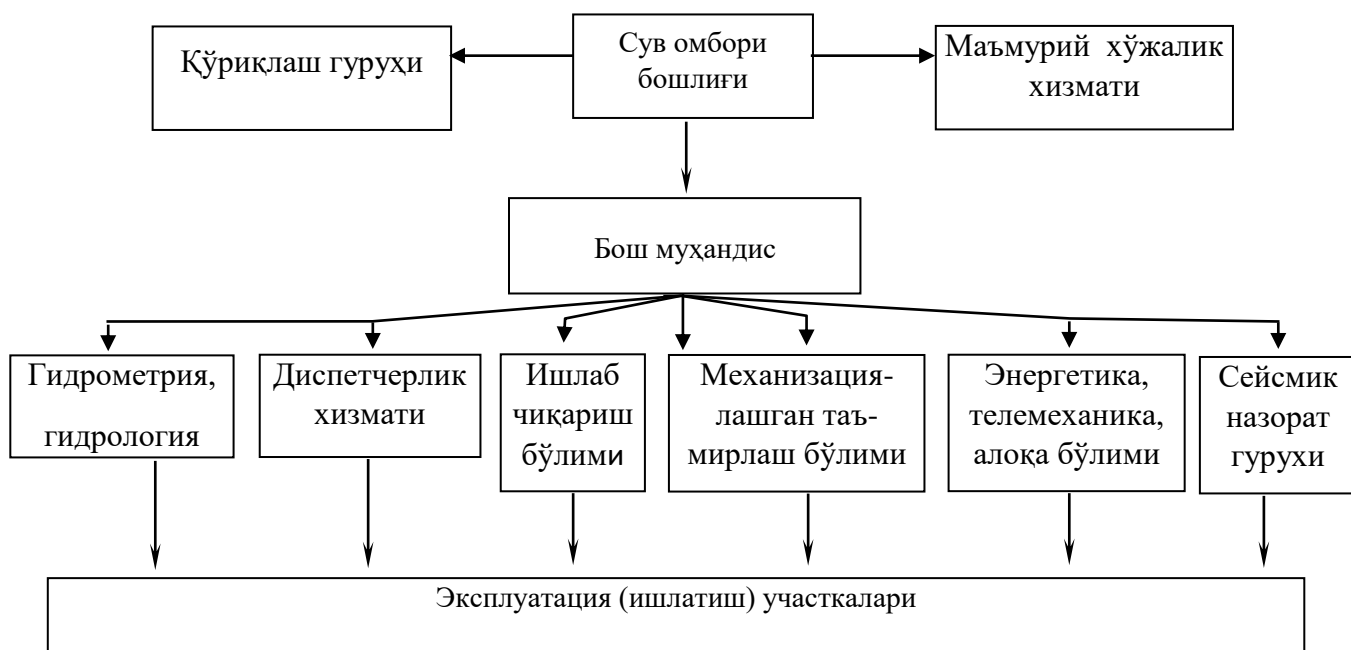 Қўриқлаш гуруҳи
Сув омбори
бошлиғи
Маъмурий хўжалик
хизмати
Бош муҳандис
Гидрометрия,
гидрология
Диспетчерлик
хизмати
Ишлаб
чиқариш
бўлими
Механизация-
лашган таъ-
мирлаш бўлими
Энергетика,
телемеханика,
алоқа бўлими
Сейсмик
назорат
гурухи
Эксплуатация (ишлатиш) участкалари